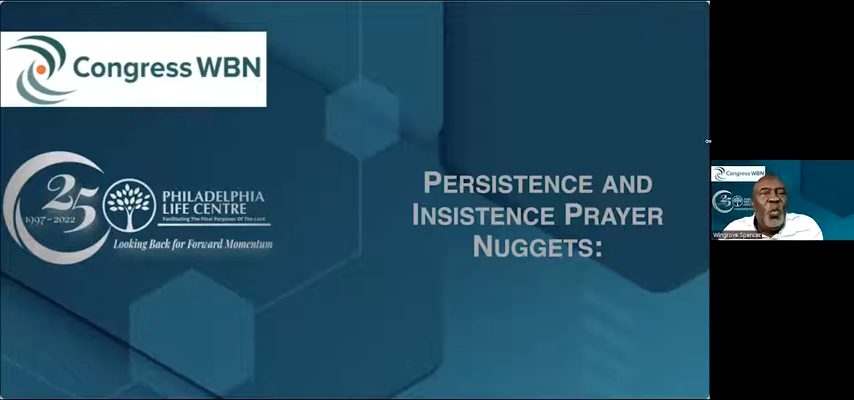 Congress WBN
25
1997-2022
PHILADELPHIA
LIFE CENTRE
Facilitating The Final Purposes Of The Lord
Looking Back for Forward Momentum
PERSISTENCE AND
INSISTENCE PRAYER
NUGGETS:
Congress WBN
25
Wingrove Spencer